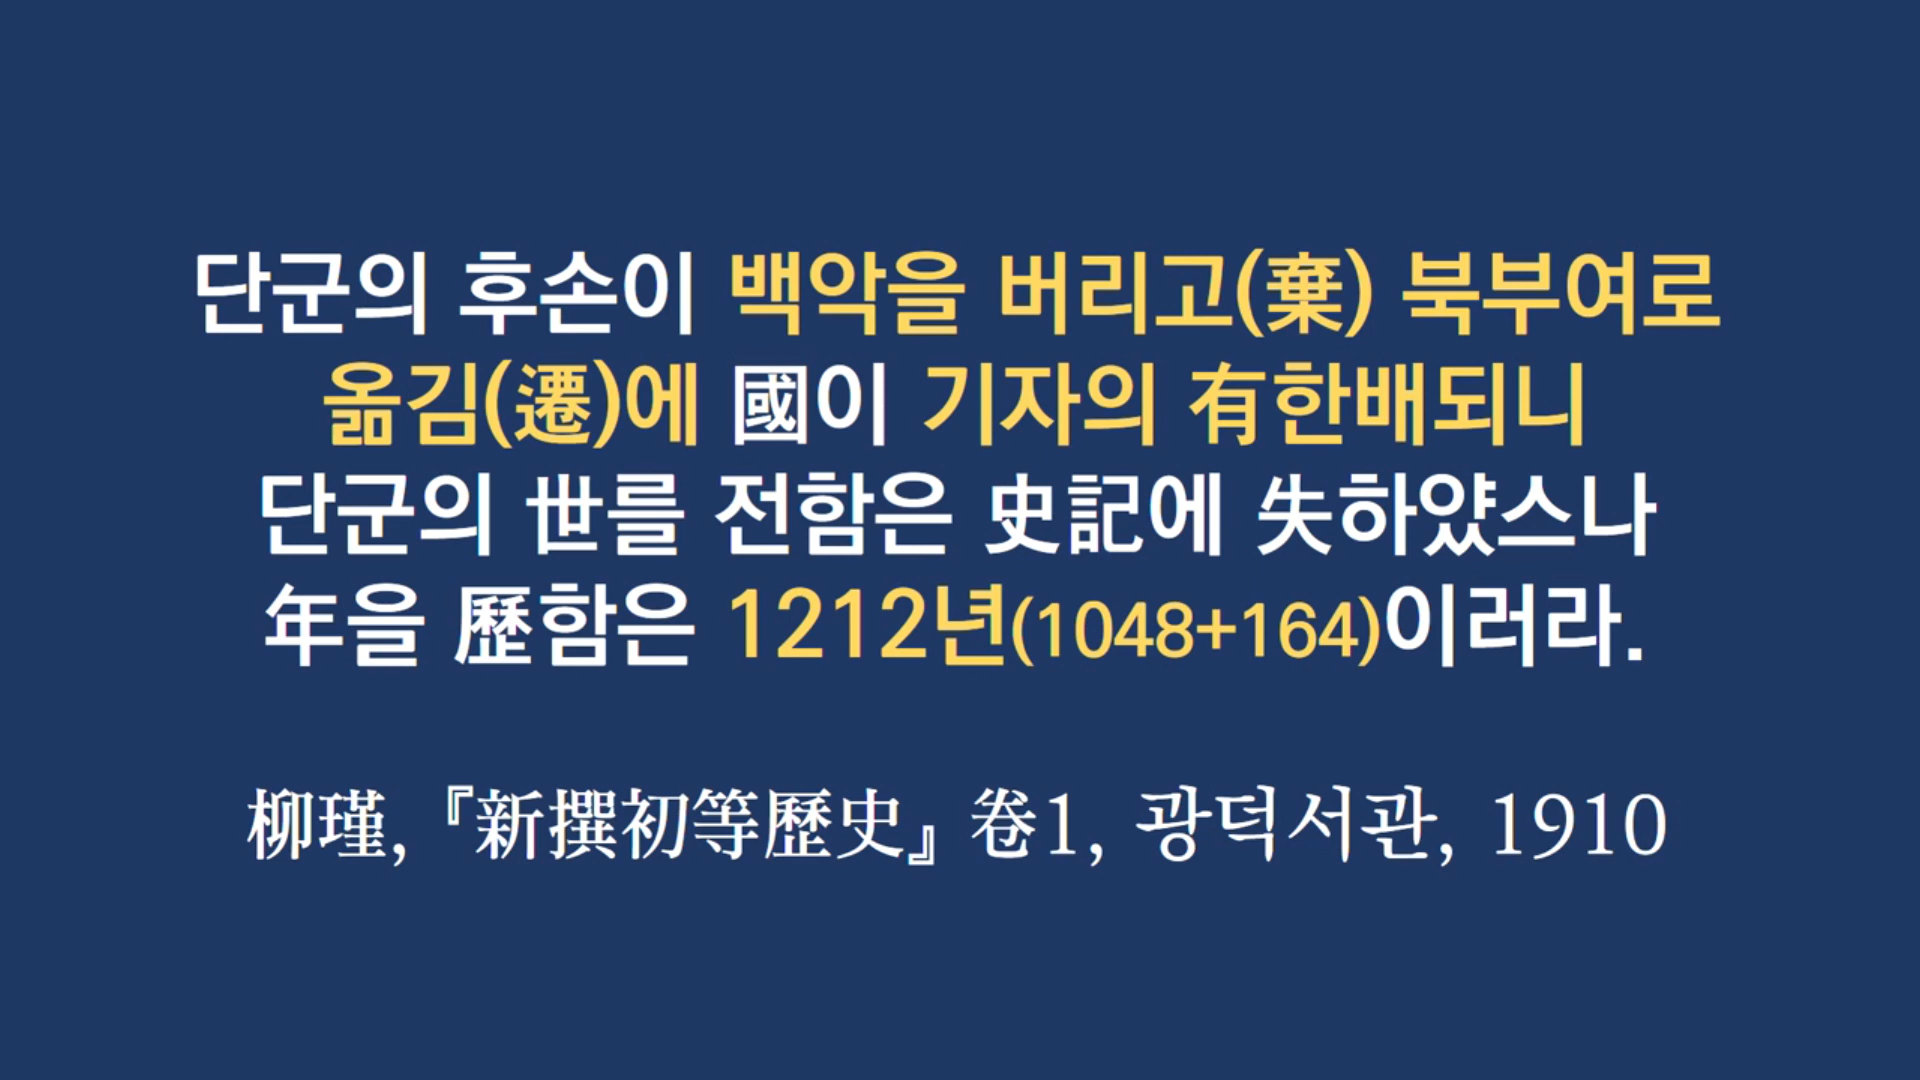 단군의 후손이 백악을 버리고(棄) 북부여로
옮김(遷)에 國이 기자의 有한배되니
단군의 世를 전함은 史記에 失하얐스나
年을 歷함은 1212년(1048+164)이러라.
柳瑾, 『新撰初等歷史』 卷1, 광덕서관, 1910